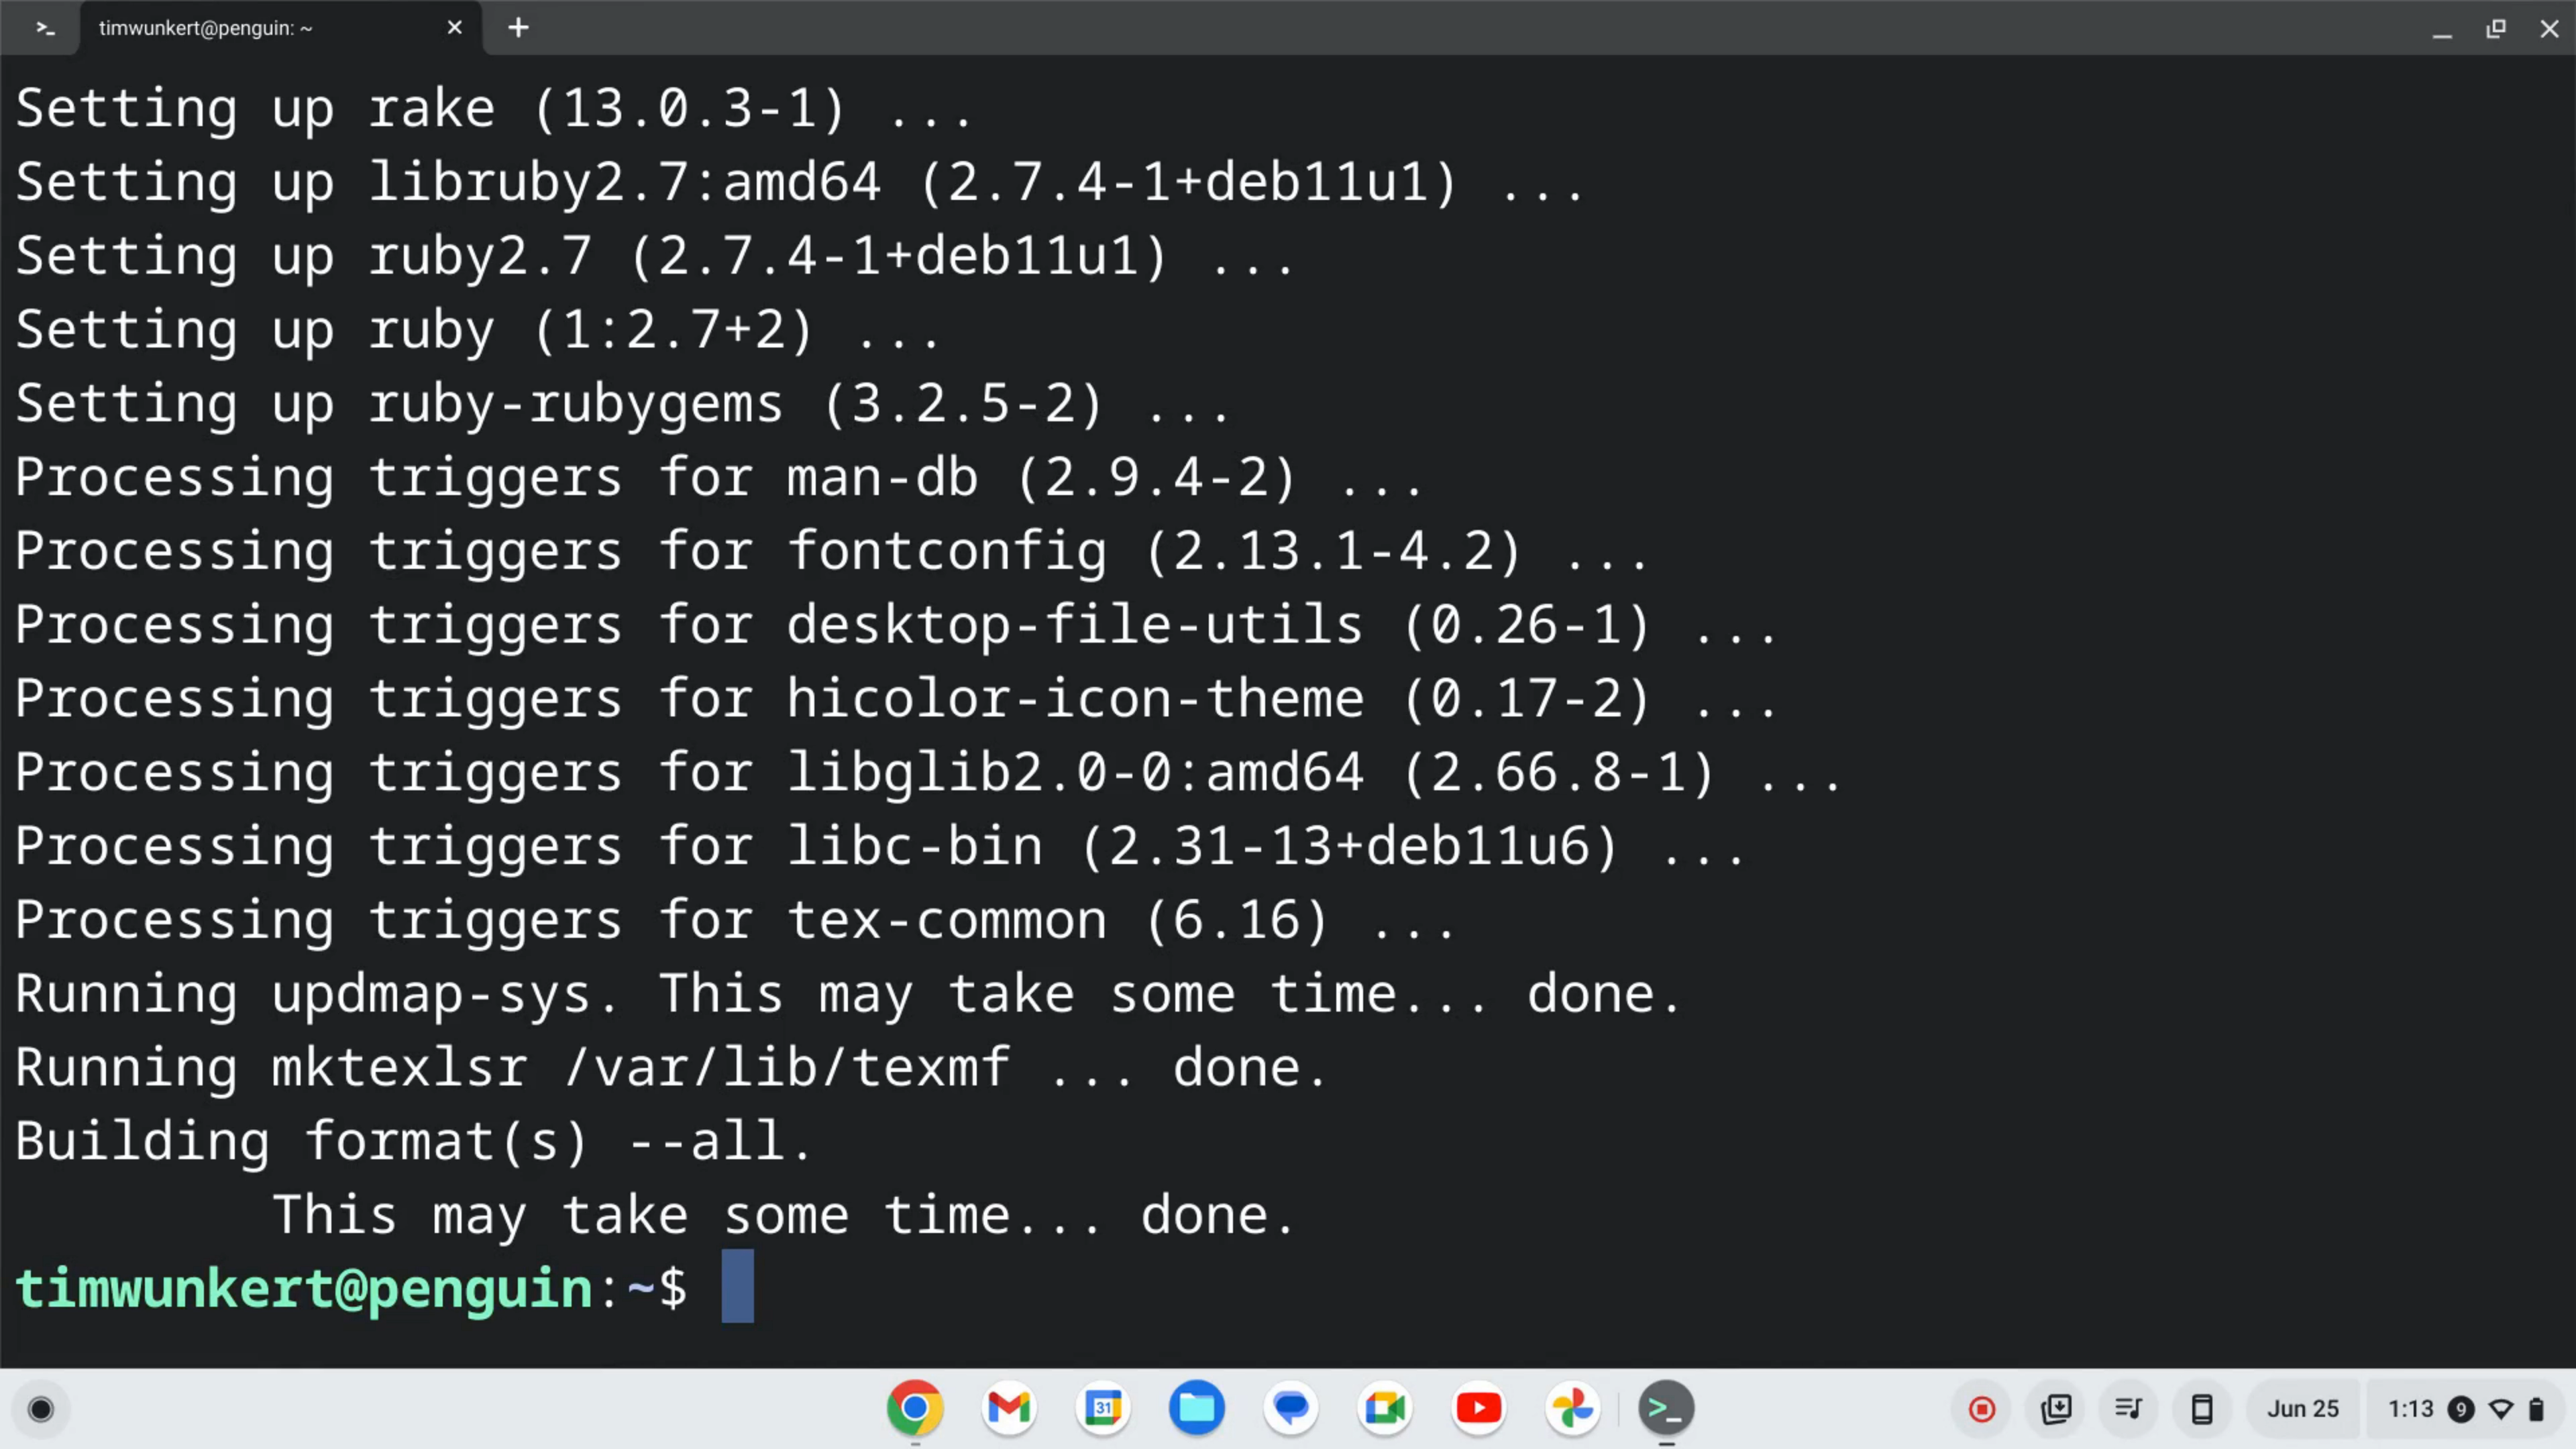 >_ timwunkert@penguin: ~
Setting up rake (13.0.3-1) ...
Setting up libruby2.7:amd64 (2.7.4-1+deb11u1) ...
Setting up ruby2.7 (2.7.4-1+deb11u1) ...
Setting up ruby (1:2.7+2) ...
Setting up ruby-rubygems (3.2.5-2) ...
Processing triggers for man-db (2.9.4-2) ...
Processing triggers for fontconfig (2.13.1-4.2) ...
Processing triggers for desktop-file-utils (0.26-1) ...
Processing triggers for hicolor-icon-theme (0.17-2) ...
Processing triggers for libglib2.0-0:amd64 (2.66.8-1) ...
Processing triggers for libc-bin (2.31-13+deb11u6) ...
Processing triggers for tex-common (6.16) ...
Running updmap-sys. This may take some time... done.
Running mktexlsr /var/lib/texmf ... done.
Building format(s) --all.
        This may take some time... done.
timwunkert@penguin:~$
31 >_ Jun 25 1:13 9